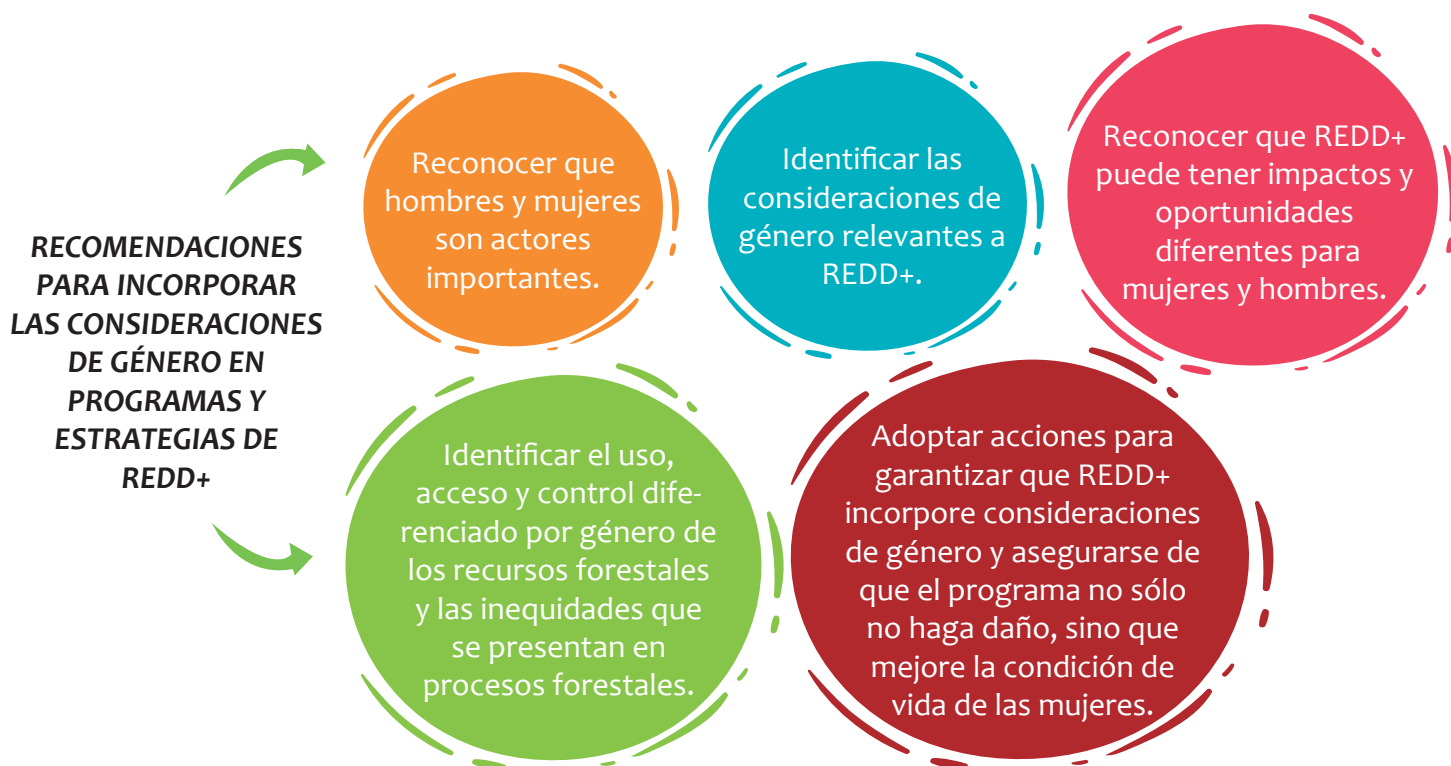 RECOMENDACIONES
PARA INCORPORAR
LAS CONSIDERACIONES
DE GÉNERO EN
PROGRAMAS Y
ESTRATEGIAS DE
REDD+
Reconocer que
hombres y mujeres
son actores
importantes.
Identificar las
consideraciones de
género relevantes a
REDD+.
Reconocer que REDD+
puede tener impactos y
oportunidades
diferentes para
mujeres y hombres.
Identificar el uso,
acceso y control dife-
renciado por género de
los recursos forestales
y las inequidades que
se presentan en
procesos forestales.
Adoptar acciones para
garantizar que REDD+
incorpore consideraciones
de género y asegurarse de
que el programa no sólo
no haga daño, sino que
mejore la condición de
vida de las mujeres.